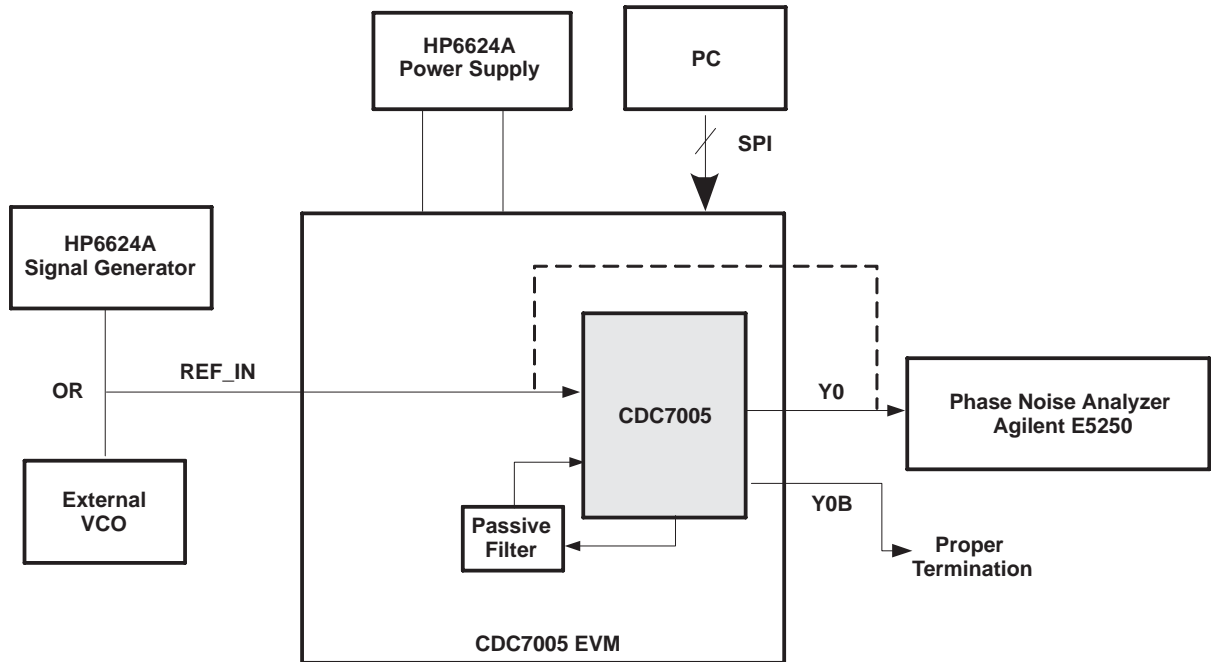 HP6624A
Power Supply
PC
SPI
HP6624A
Signal Generator
OR
REF_IN
External
VCO
CDC7005
Passive
Filter
Y0
Y0B
Phase Noise Analyzer
Agilent E5250
Proper
Termination
CDC7005 EVM